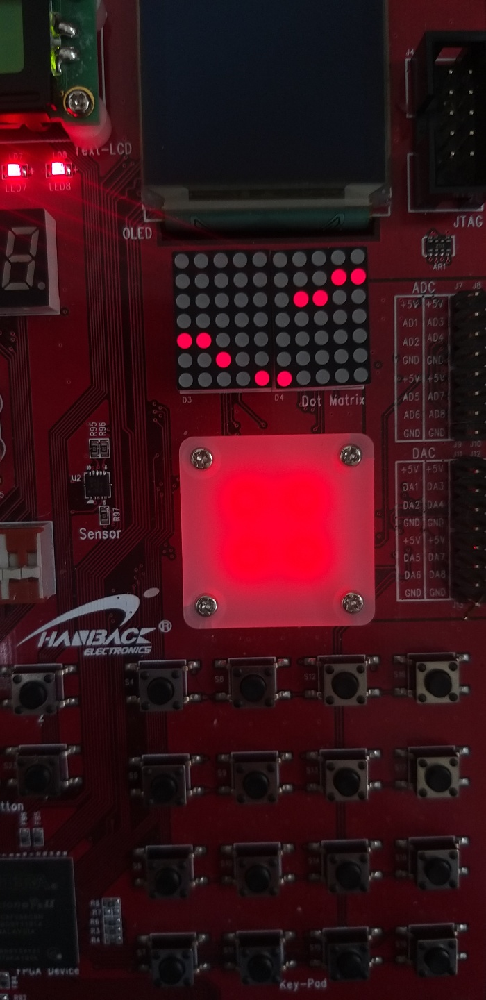 Text-LCD
LED7
LED8
J4
OLED
JTAG
AR1
ADC
J7
J8
+5V
+5V
AD1
AD3
AD2
AD4
GND
GND
+5V
+5V
AD5
AD7
AD6
AD8
GND
GND
J9
J10
D3
D4
Dot Matrix
R95
R96
U2
R97
Sensor
DAC
J11
J12
+5V
+5V
DA1
DA3
DA2
DA4
GND
GND
+5V
+5V
DA5
DA7
DA6
DA8
GND
GND
HANBACK®
ELECTRONICS
S4
S8
S12
S16
tton
FPGA Device
Key-Pad